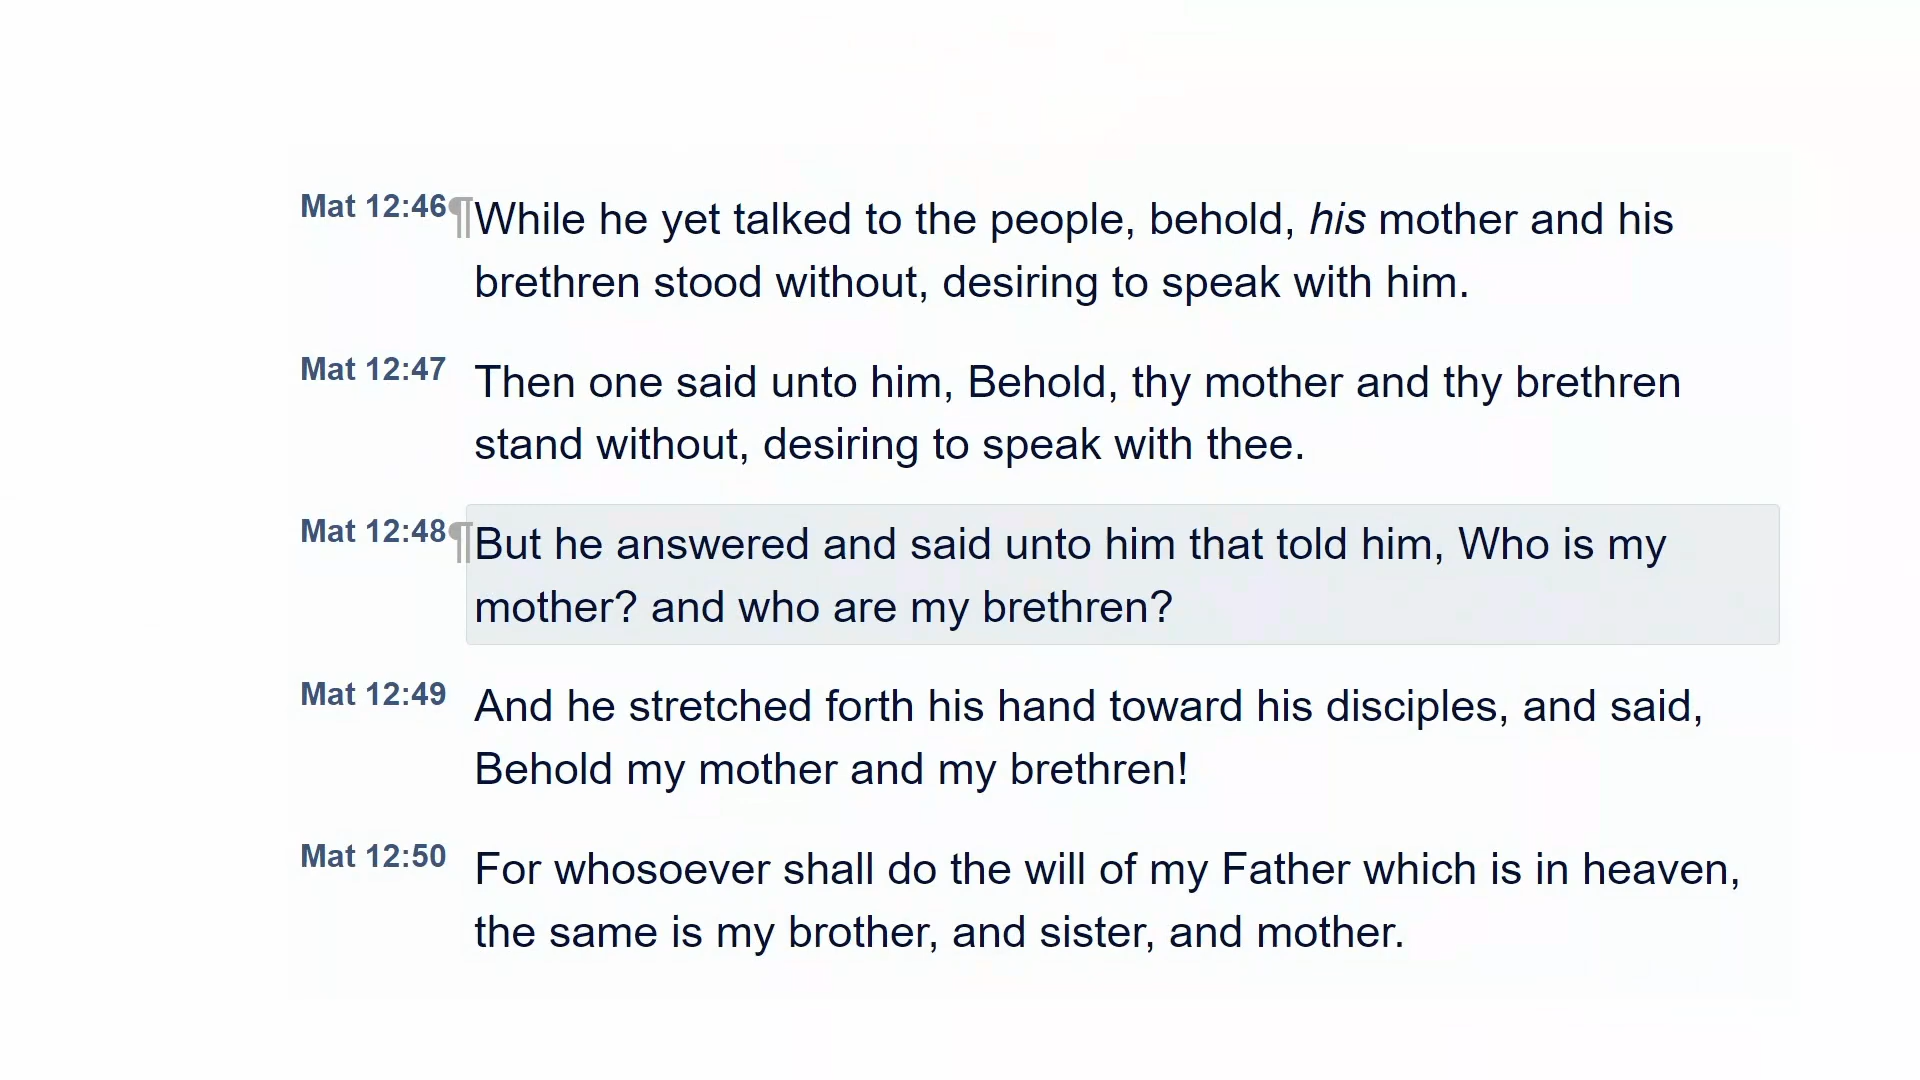 Mat 12:46 ¶While he yet talked to the people, behold, his mother and his
brethren stood without, desiring to speak with him.
Mat 12:47 Then one said unto him, Behold, thy mother and thy brethren
stand without, desiring to speak with thee.
Mat 12:48 ¶But he answered and said unto him that told him, Who is my
mother? and who are my brethren?
Mat 12:49 And he stretched forth his hand toward his disciples, and said,
Behold my mother and my brethren!
Mat 12:50 For whosoever shall do the will of my Father which is in heaven,
the same is my brother, and sister, and mother.